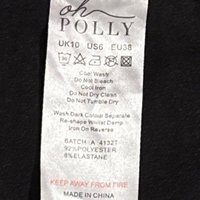 oh
POLLY
UK10 US6 EU38
30
Cool Wash
Do Not Bleach
Cool Iron
Do Not Dry Clean
Do Not Tumble Dry
Wash Dark Colour Separate
Re-shape Whilst Damp
Iron On Reverse
BATCH A 41327
92%POLYESTER
8%ELASTANE
KEEP AWAY FROM FIRE
MADE IN CHINA